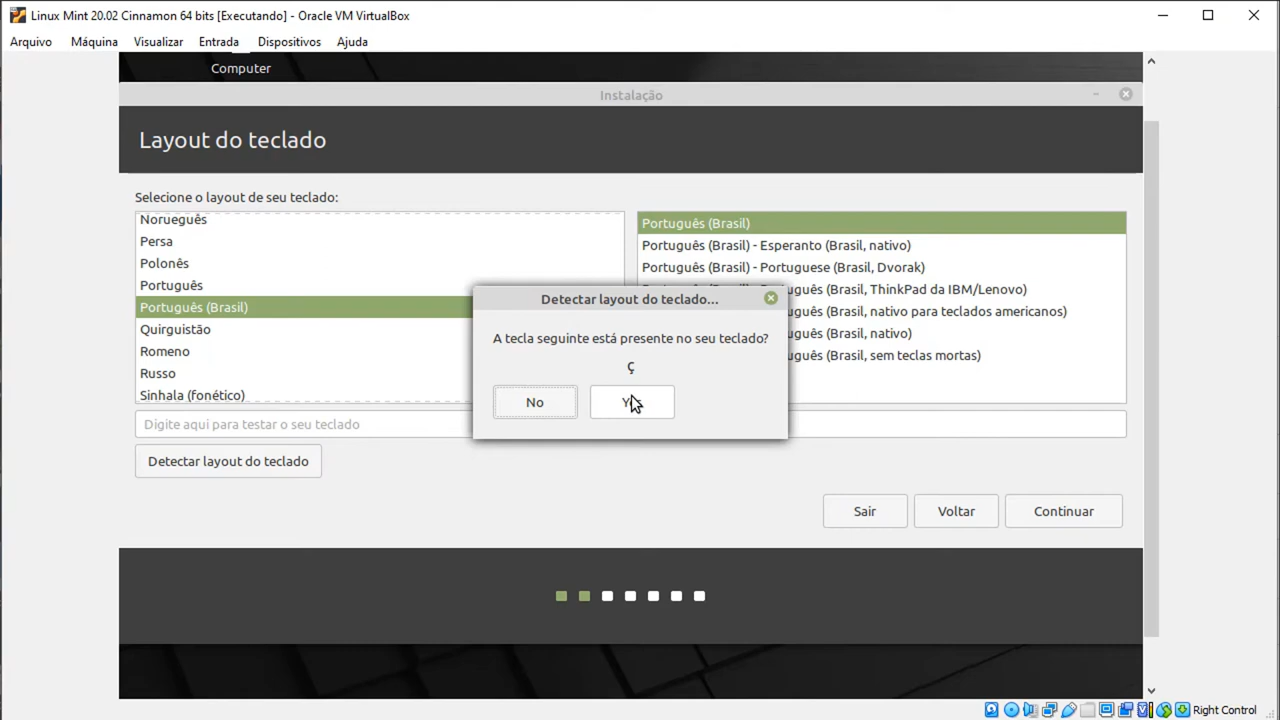 Linux Mint 20.02 Cinnamon 64 bits [Executando] - Oracle VM VirtualBox
Arquivo Máquina Visualizar Entrada Dispositivos Ajuda
Computer
Instalação
Layout do teclado
Selecione o layout de seu teclado:
Norueguês
Persa
Polonês
Português
Português (Brasil)
Quirguistão
Romeno
Russo
Sinhala (fonético)
Português (Brasil)
Português (Brasil) - Esperanto (Brasil, nativo)
Português (Brasil) - Portuguese (Brasil, Dvorak)
(Brasil, ThinkPad da IBM/Lenovo)
uguês (Brasil, nativo para teclados americanos)
uguês (Brasil, nativo)
uguês (Brasil, sem teclas mortas)
Detectar layout do teclado...
A tecla seguinte está presente no seu teclado?
ç
No
Digite aqui para testar o seu teclado
Detectar layout do teclado
Sair Voltar Continuar
Right Control